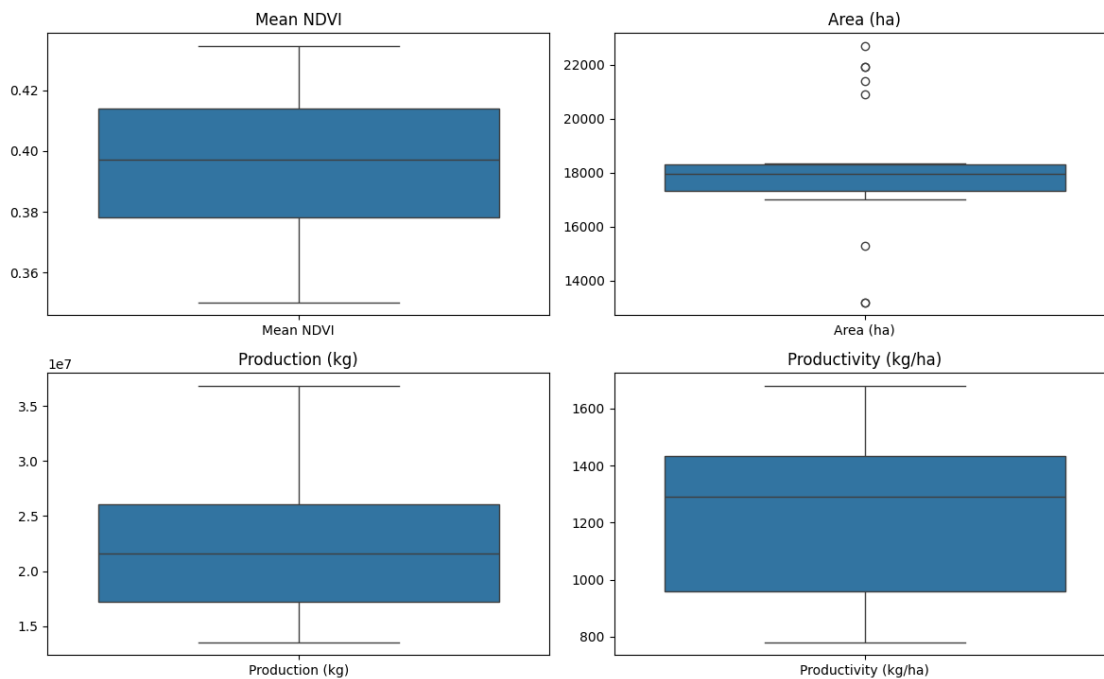 Mean NDVI
0.42
0.40
0.38
0.36
Mean NDVI
Area (ha)
22000
20000
18000
16000
14000
Area (ha)
Production (kg)
1e7
3.5
3.0
2.5
2.0
1.5
Production (kg)
Productivity (kg/ha)
1600
1400
1200
1000
800
Productivity (kg/ha)